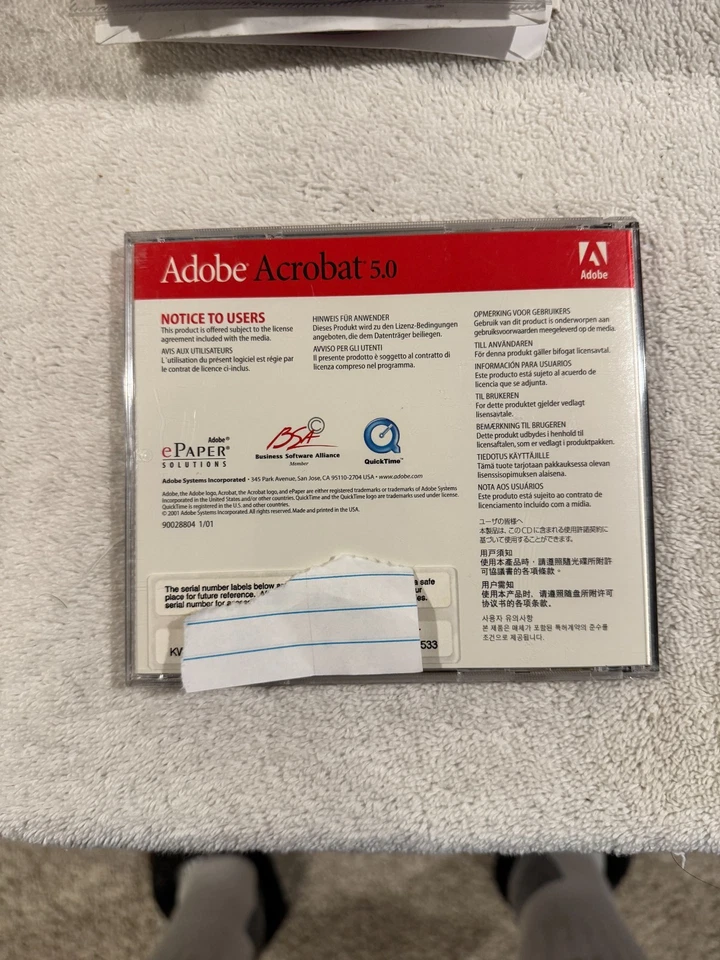 Adobe® Acrobat® 5.0
Adobe
NOTICE TO USERS
This product is offered subject to the license
agreement included with the media.
AVIS AUX UTILISATEURS
L'utilisation du présent logiciel est régie par
le contrat de licence ci-inclus.
HINWEIS FÜR ANWENDER
Dieses Produkt wird zu den Lizenz-Bedingungen
angeboten, die dem Datenträger beiliegen.
AVVISO PER GLI UTENTI
Il presente prodotto è soggetto al contratto di
licenza compreso nel programma.
OPMERKING VOOR GEBRUIKERS
Gebruik van dit product is onderworpen aan
gebruiksvoorwaarden meegeleverd op de media.
TILL ANVÄNDAREN
För denna produkt gäller bifogat licensavtal.
INFORMACIÓN PARA USUARIOS
Este producto está sujeto al acuerdo de
licencia que se adjunta.
TIL BRUKEREN
For dette produktet gjelder vedlagt
lisensavtale.
BEMÆRKNING TIL BRUGEREN
Dette produkt udbydes i henhold til
licensaftalen, som er vedlagt i produktpakken.
TIEDOTUS KÄYTTÄJILLE
Tämä tuote tarjotaan pakkauksessa olevan
lisenssisopimuksen alaisena.
NOTA AOS USUÁRIOS
Este produto está sujeito ao contrato de
licenciamento incluído com a mídia.
ユーザの皆様へ
本製品は、このCDに含まれる使用許諾契約に
基づいて使用することができます。
用戶須知
使用本產品時，請遵照隨光碟所附許
可協議書的各項條款。
用户需知
使用本产品时，请遵照随盘所附许可
协议书的各项条款。
사용자 유의사항
본 제품은 매체가 포함된 특허계약의 준수를
조건으로 제공됩니다.
Adobe®
ePAPER®
SOLUTIONS
BSA
Business Software Alliance
Member
QuickTime™
Adobe Systems Incorporated • 345 Park Avenue, San Jose, CA 95110-2704 USA • www.adobe.com
Adobe, the Adobe logo, Acrobat, the Acrobat logo, and ePaper are either registered trademarks or trademarks of Adobe Systems
Incorporated in the United States and/or other countries. QuickTime and the QuickTime logo are trademarks used under license.
QuickTime is registered in the U.S. and other countries.
© 2001 Adobe Systems Incorporated. All rights reserved. Made and printed in the USA.
90028804 1/01
The serial number labels below a safe
place for future reference.
serial number for
533